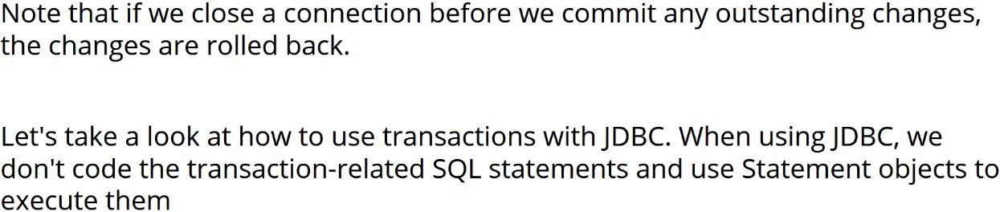 Note that if we close a connection before we commit any outstanding changes,
the changes are rolled back.
Let's take a look at how to use transactions with JDBC. When using JDBC, we
don't code the transaction-related SQL statements and use Statement objects to
execute them